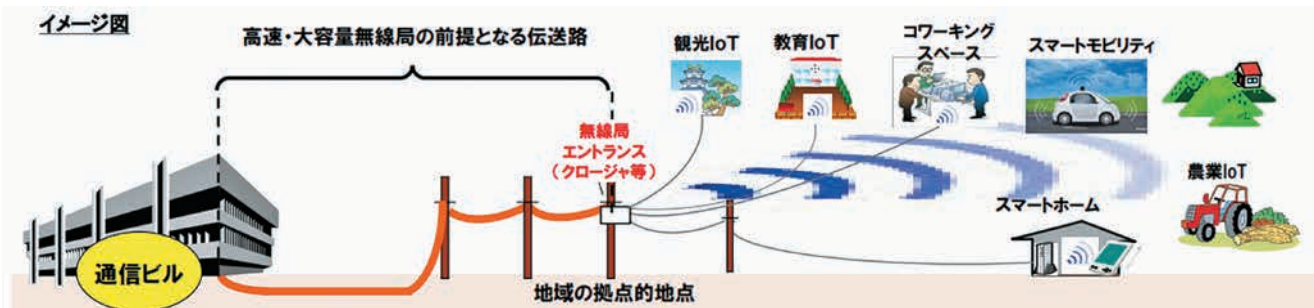 イメージ図
高速・大容量無線局の前提となる伝送路
観光IoT
教育IoT
コワーキング
スペース
スマートモビリティ
無線局
エントランス
（クロージャ等）
農業IoT
スマートホーム
通信ビル
地域の拠点的地点